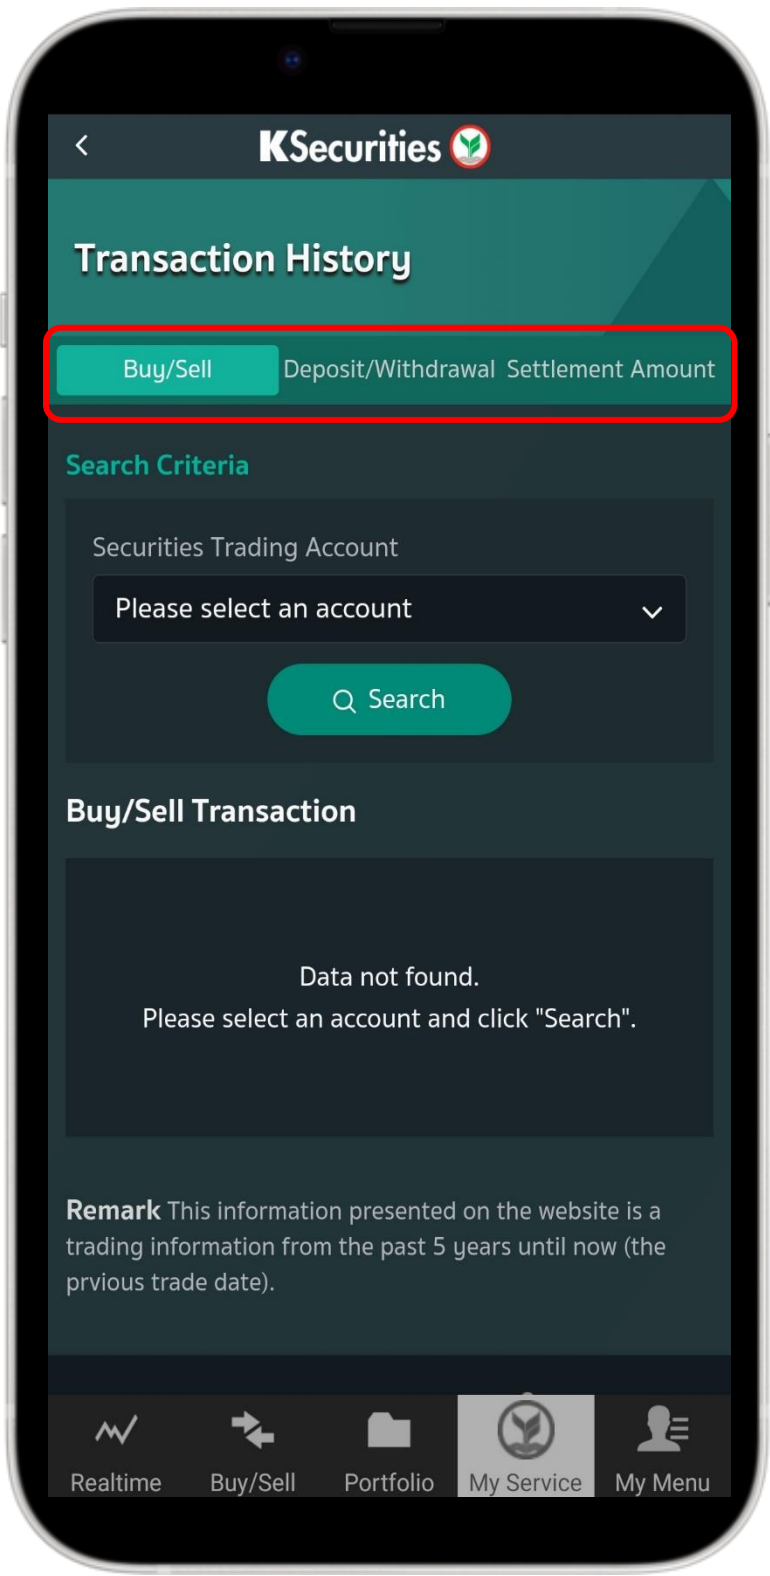 KSecurities
Transaction History
Buy/Sell Deposit/Withdrawal Settlement Amount
Search Criteria
Securities Trading Account
Please select an account
Search
Buy/Sell Transaction
Data not found.
Please select an account and click "Search".
Remark This information presented on the website is a
trading information from the past 5 years until now (the
prvious trade date).
Realtime Buy/Sell Portfolio My Service My Menu